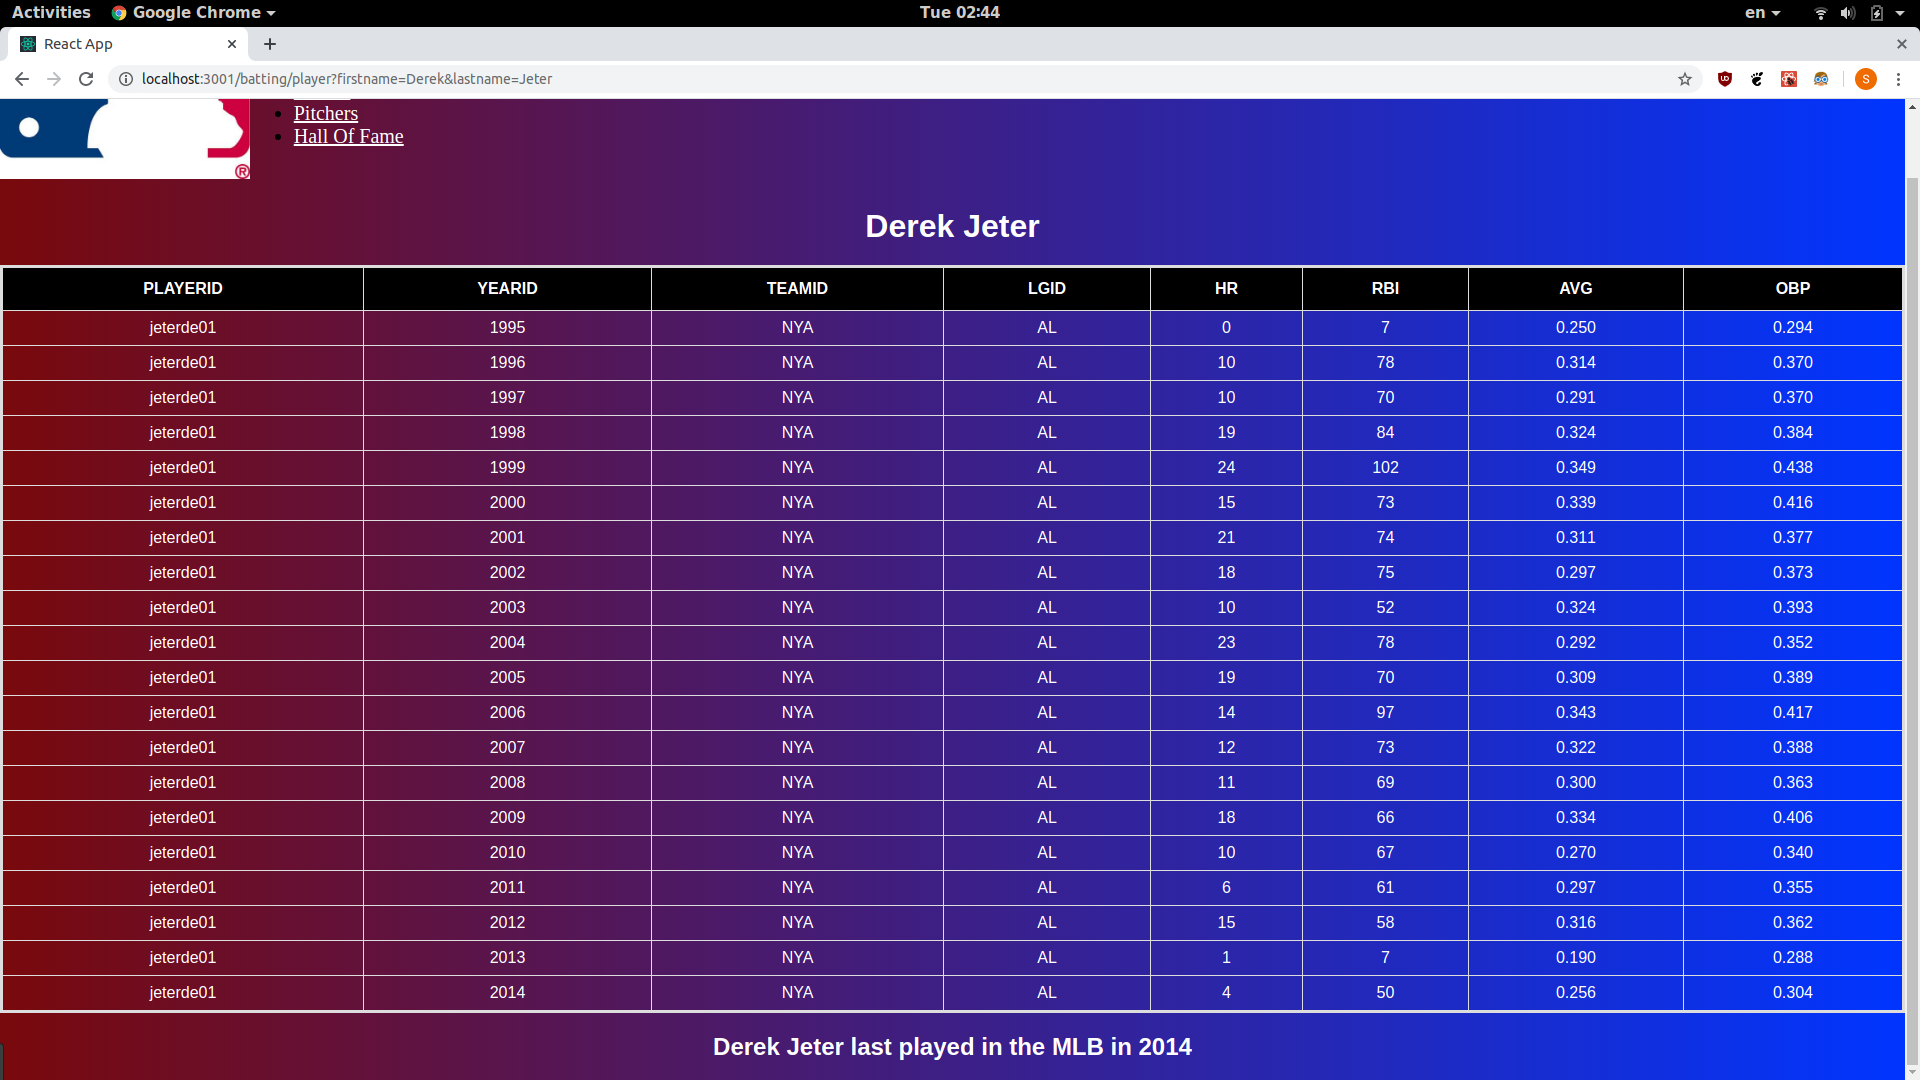 Activities Google Chrome Tue 02:44 en
React App
localhost:3001/batting/player?firstname=Derek&lastname=Jeter S
Pitchers
Hall Of Fame
®
Derek Jeter
PLAYERID YEARID TEAMID LGID HR RBI AVG OBP
jeterde01 1995 NYA AL 0 7 0.250 0.294
jeterde01 1996 NYA AL 10 78 0.314 0.370
jeterde01 1997 NYA AL 10 70 0.291 0.370
jeterde01 1998 NYA AL 19 84 0.324 0.384
jeterde01 1999 NYA AL 24 102 0.349 0.438
jeterde01 2000 NYA AL 15 73 0.339 0.416
jeterde01 2001 NYA AL 21 74 0.311 0.377
jeterde01 2002 NYA AL 18 75 0.297 0.373
jeterde01 2003 NYA AL 10 52 0.324 0.393
jeterde01 2004 NYA AL 23 78 0.292 0.352
jeterde01 2005 NYA AL 19 70 0.309 0.389
jeterde01 2006 NYA AL 14 97 0.343 0.417
jeterde01 2007 NYA AL 12 73 0.322 0.388
jeterde01 2008 NYA AL 11 69 0.300 0.363
jeterde01 2009 NYA AL 18 66 0.334 0.406
jeterde01 2010 NYA AL 10 67 0.270 0.340
jeterde01 2011 NYA AL 6 61 0.297 0.355
jeterde01 2012 NYA AL 15 58 0.316 0.362
jeterde01 2013 NYA AL 1 7 0.190 0.288
jeterde01 2014 NYA AL 4 50 0.256 0.304
Derek Jeter last played in the MLB in 2014